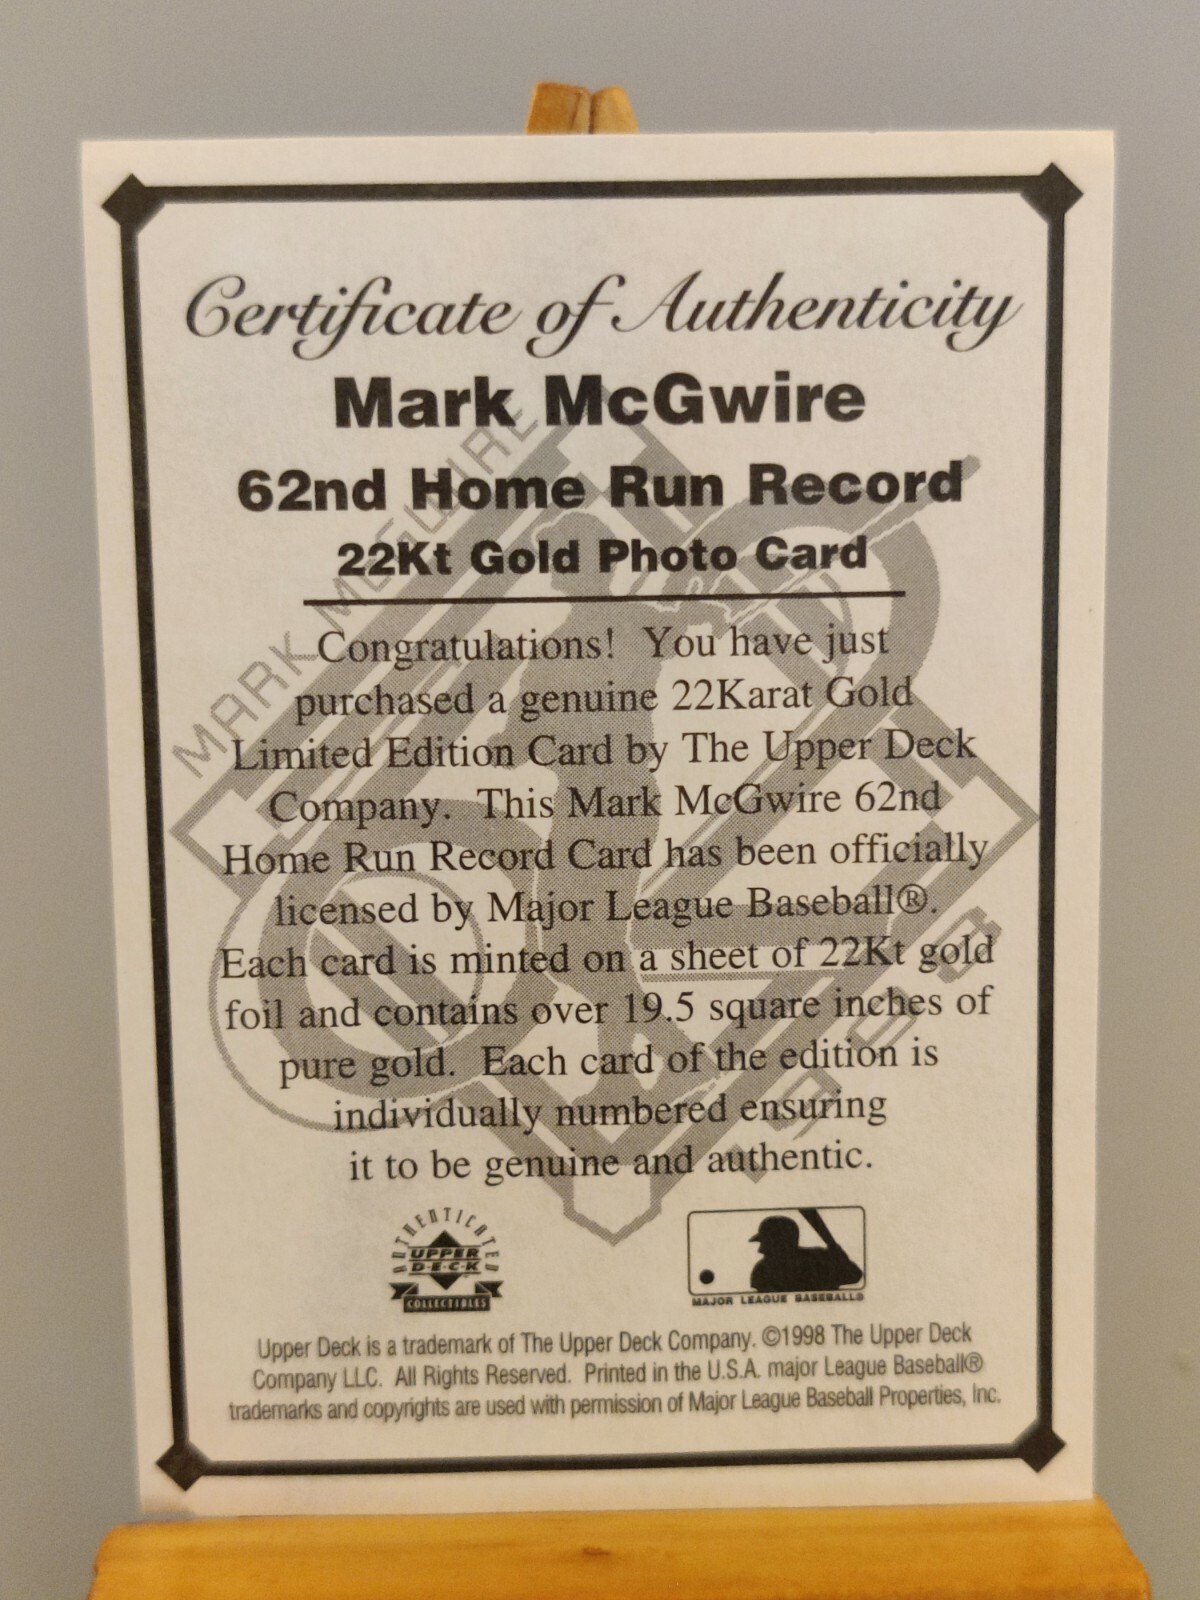 Certificate of Authenticity
Mark McGwire
62nd Home Run Record
22Kt Gold Photo Card
MARK McGWIRE
Congratulations! You have just
purchased a genuine 22Karat Gold
Limited Edition Card by The Upper Deck
Company. This Mark McGwire 62nd
Home Run Record Card has been officially
licensed by Major League Baseball®.
Each card is minted on a sheet of 22Kt gold
foil and contains over 19.5 square inches of
pure gold. Each card of the edition is
individually numbered ensuring
it to be genuine and authentic.
UPPER
D·E·C·K
COLLECTIBLES
MAJOR LEAGUE BASEBALL®
Upper Deck is a trademark of The Upper Deck Company. ©1998 The Upper Deck
Company LLC. All Rights Reserved. Printed in the U.S.A. major League Baseball®
trademarks and copyrights are used with permission of Major League Baseball Properties, Inc.